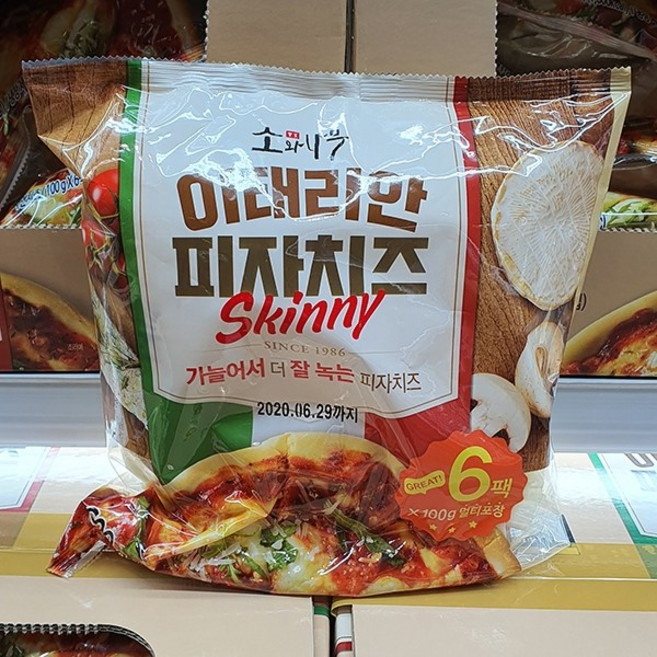 소와나무
이태리안
피자치즈
Skinny
SINCE 1986
가늘어서 더 잘 녹는 피자치즈
2020.06.29까지
GREAT!
6팩
×100g 멀티포장